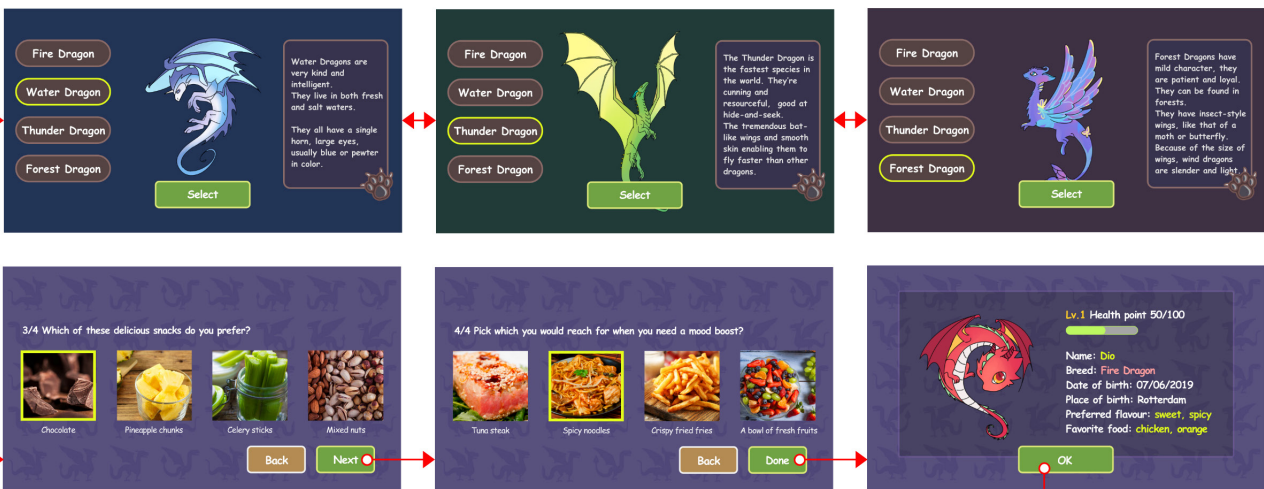 Fire Dragon
Water Dragon
Thunder Dragon
Forest Dragon
Select
Water Dragons are
very kind and
intelligent.
They live in both fresh
and salt waters.
They all have a single
horn, large eyes,
usually blue or pewter
in color.
Fire Dragon
Water Dragon
Thunder Dragon
Forest Dragon
Select
The Thunder Dragon is
the fastest species in
the world. They're
cunning and
resourceful, good at
hide-and-seek.
The tremendous bat-
like wings and smooth
skin enabling them to
fly faster than other
dragons.
Fire Dragon
Water Dragon
Thunder Dragon
Forest Dragon
Select
Forest Dragons have
mild character, they
are patient and loyal.
They can be found in
forests.
They have insect-style
wings, like that of a
moth or butterfly.
Because of the size of
wings, wind dragons
are slender and light.
3/4 Which of these delicious snacks do you prefer?
Chocolate
Pineapple chunks
Celery sticks
Mixed nuts
Back
Next
4/4 Pick which you would reach for when you need a mood boost?
Tuna steak
Spicy noodles
Crispy fried fries
A bowl of fresh fruits
Back
Done
Lv.1 Health point 50/100
Name: Dio
Breed: Fire Dragon
Date of birth: 07/06/2019
Place of birth: Rotterdam
Preferred flavour: sweet, spicy
Favorite food: chicken, orange
OK